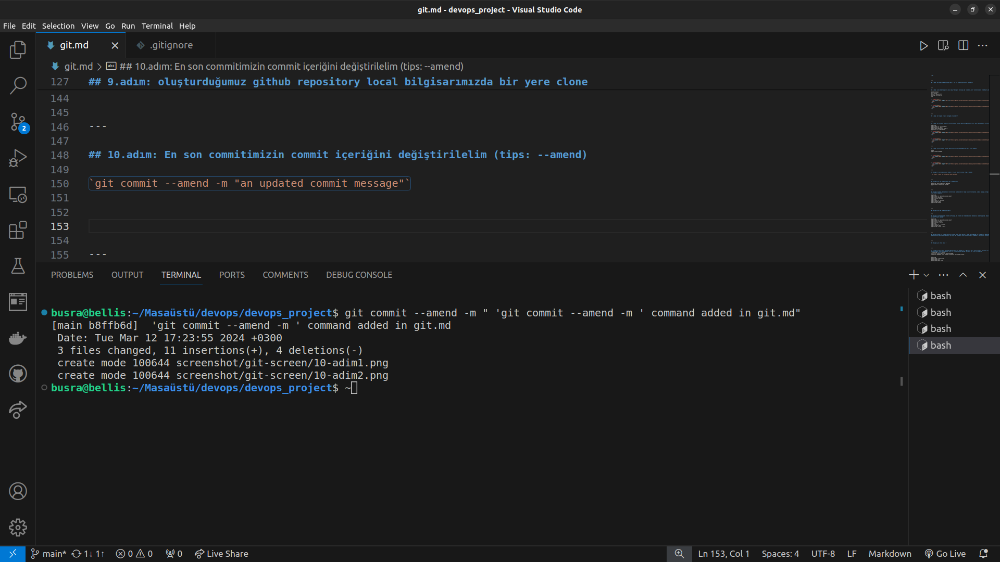 git.md - devops_project - Visual Studio Code
File Edit Selection View Go Run Terminal Help
git.md .gitignore
git.md > ## 10.adım: En son commitimizin commit içeriğini değiştirilelim (tips: --amend)
127 ## 9.adım: oluşturduğumuz github repository local bilgisarımızda bir yere clone
144
145
146 ---
147
148 ## 10.adım: En son commitimizin commit içeriğini değiştirilelim (tips: --amend)
149
150 `git commit --amend -m "an updated commit message"`
151
152
153
154
155 ---
2
PROBLEMS OUTPUT TERMINAL PORTS COMMENTS DEBUG CONSOLE
busra@bellis:~/Masaüstü/devops/devops_project$ git commit --amend -m " 'git commit --amend -m ' command added in git.md"
[main b8ffb6d]  'git commit --amend -m ' command added in git.md
 Date: Tue Mar 12 17:23:55 2024 +0300
 3 files changed, 11 insertions(+), 4 deletions(-)
 create mode 100644 screenshot/git-screen/10-adim1.png
 create mode 100644 screenshot/git-screen/10-adim2.png
busra@bellis:~/Masaüstü/devops/devops_project$ ~
bash
bash
bash
bash
main* 1↓ 1↑ 0 0 0 Live Share Ln 153, Col 1 Spaces: 4 UTF-8 LF Markdown Go Live